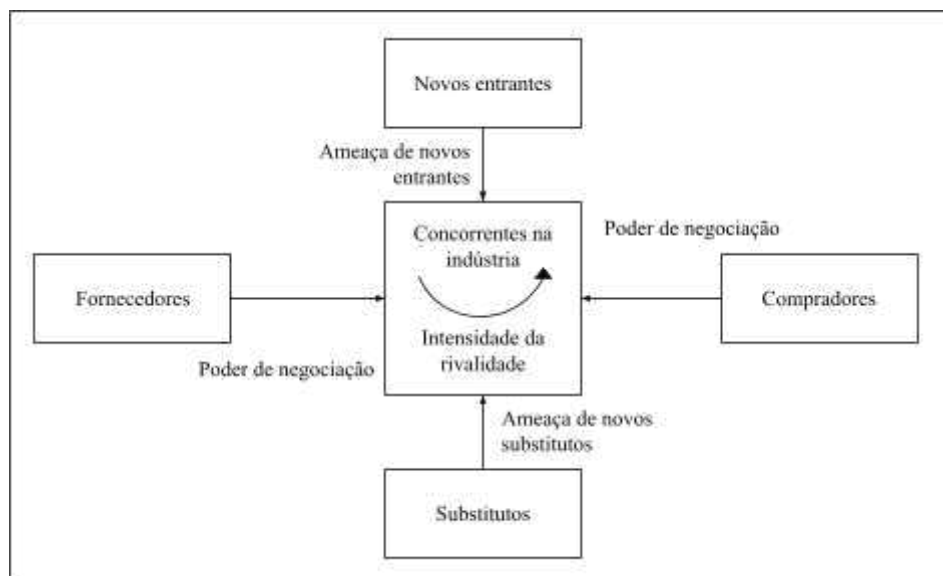 Novos entrantes
Ameaça de novos
entrantes
Concorrentes na
indústria
Poder de negociação
Fornecedores
Compradores
Intensidade da
rivalidade
Poder de negociação
Ameaça de novos
substitutos
Substitutos